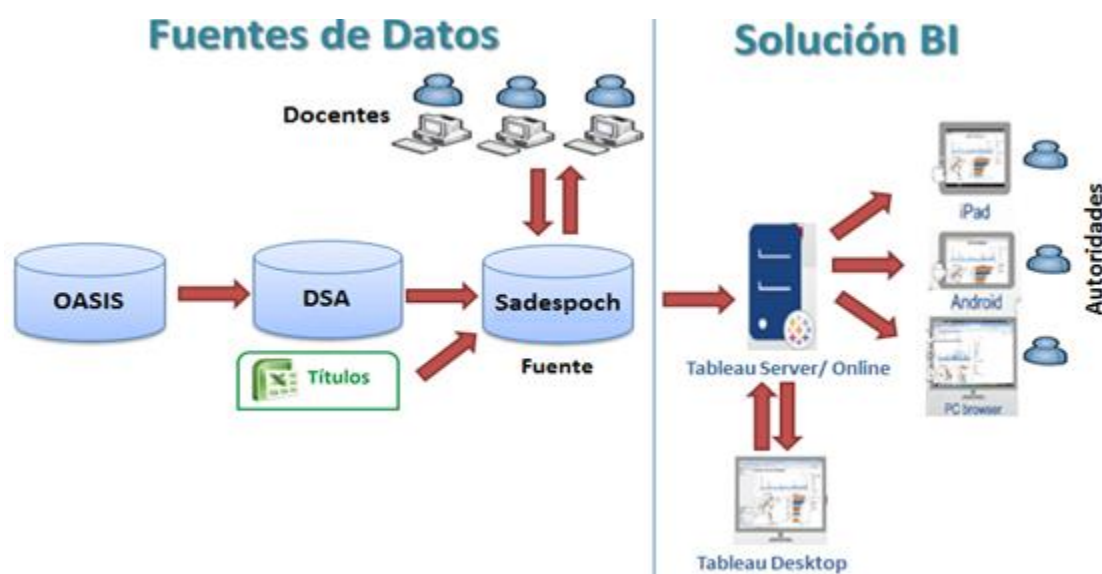 Fuentes de Datos
Solución BI
Docentes
iPad
Autoridades
OASIS
DSA
Sadespoch
Android
Títulos
Fuente
Tableau Server/ Online
PC browser
Tableau Desktop